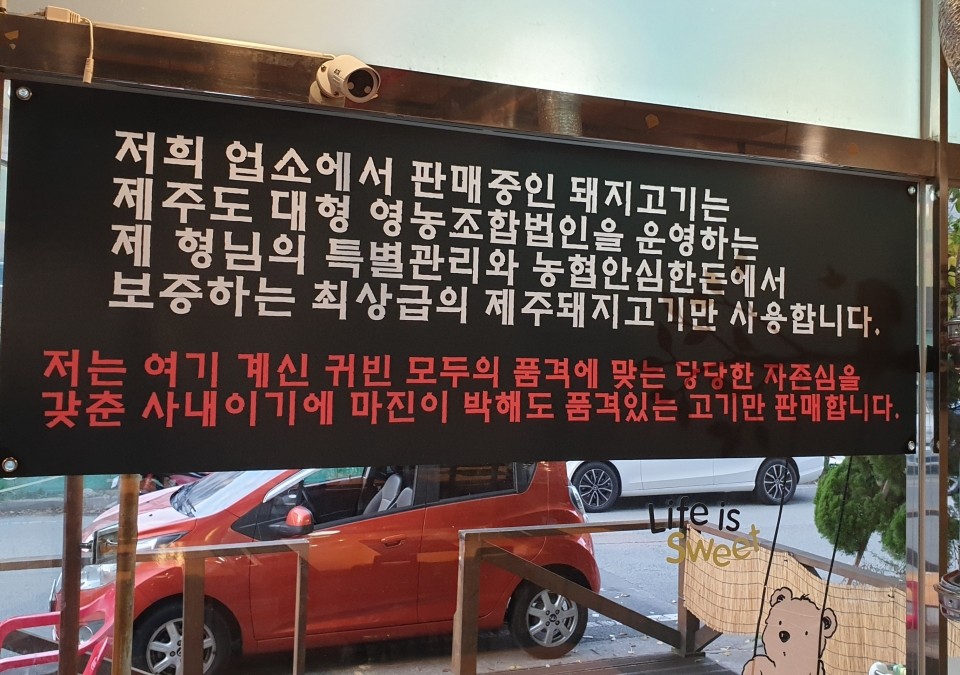 저희 업소에서 판매중인 돼지고기는
제주도 대형 영농조합법인을 운영하는
제 형님의 특별관리와 농협안심한돈에서
보증하는 최상급의 제주돼지고기만 사용합니다.
저는 여기 계신 귀빈 모두의 품격에 맞는 당당한 자존심을
갖춘 사내이기에 마진이 박해도 품격있는 고기만 판매합니다.
Life is
Sweet